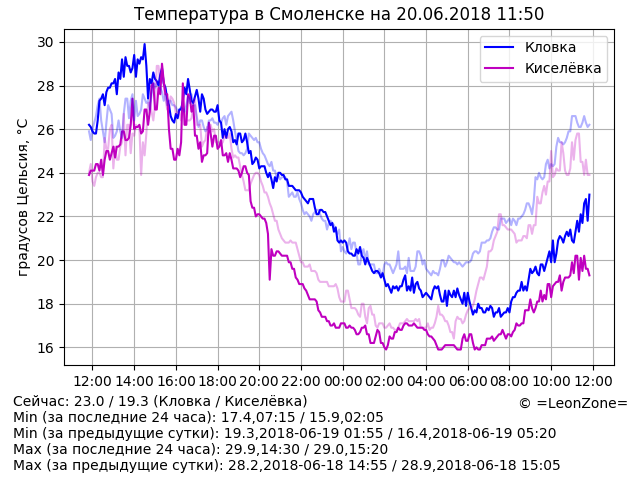 Температура в Смоленске на 20.06.2018 11:50
Кловка
Киселёвка
градусов Цельсия, °C
30
28
26
24
22
20
18
16
12:00 14:00 16:00 18:00 20:00 22:00 00:00 02:00 04:00 06:00 08:00 10:00 12:00
Сейчас: 23.0 / 19.3 (Кловка / Киселёвка)
© =LeonZone=
Min (за последние 24 часа): 17.4,07:15 / 15.9,02:05
Min (за предыдущие сутки): 19.3,2018-06-19 01:55 / 16.4,2018-06-19 05:20
Max (за последние 24 часа): 29.9,14:30 / 29.0,15:20
Max (за предыдущие сутки): 28.2,2018-06-18 14:55 / 28.9,2018-06-18 15:05